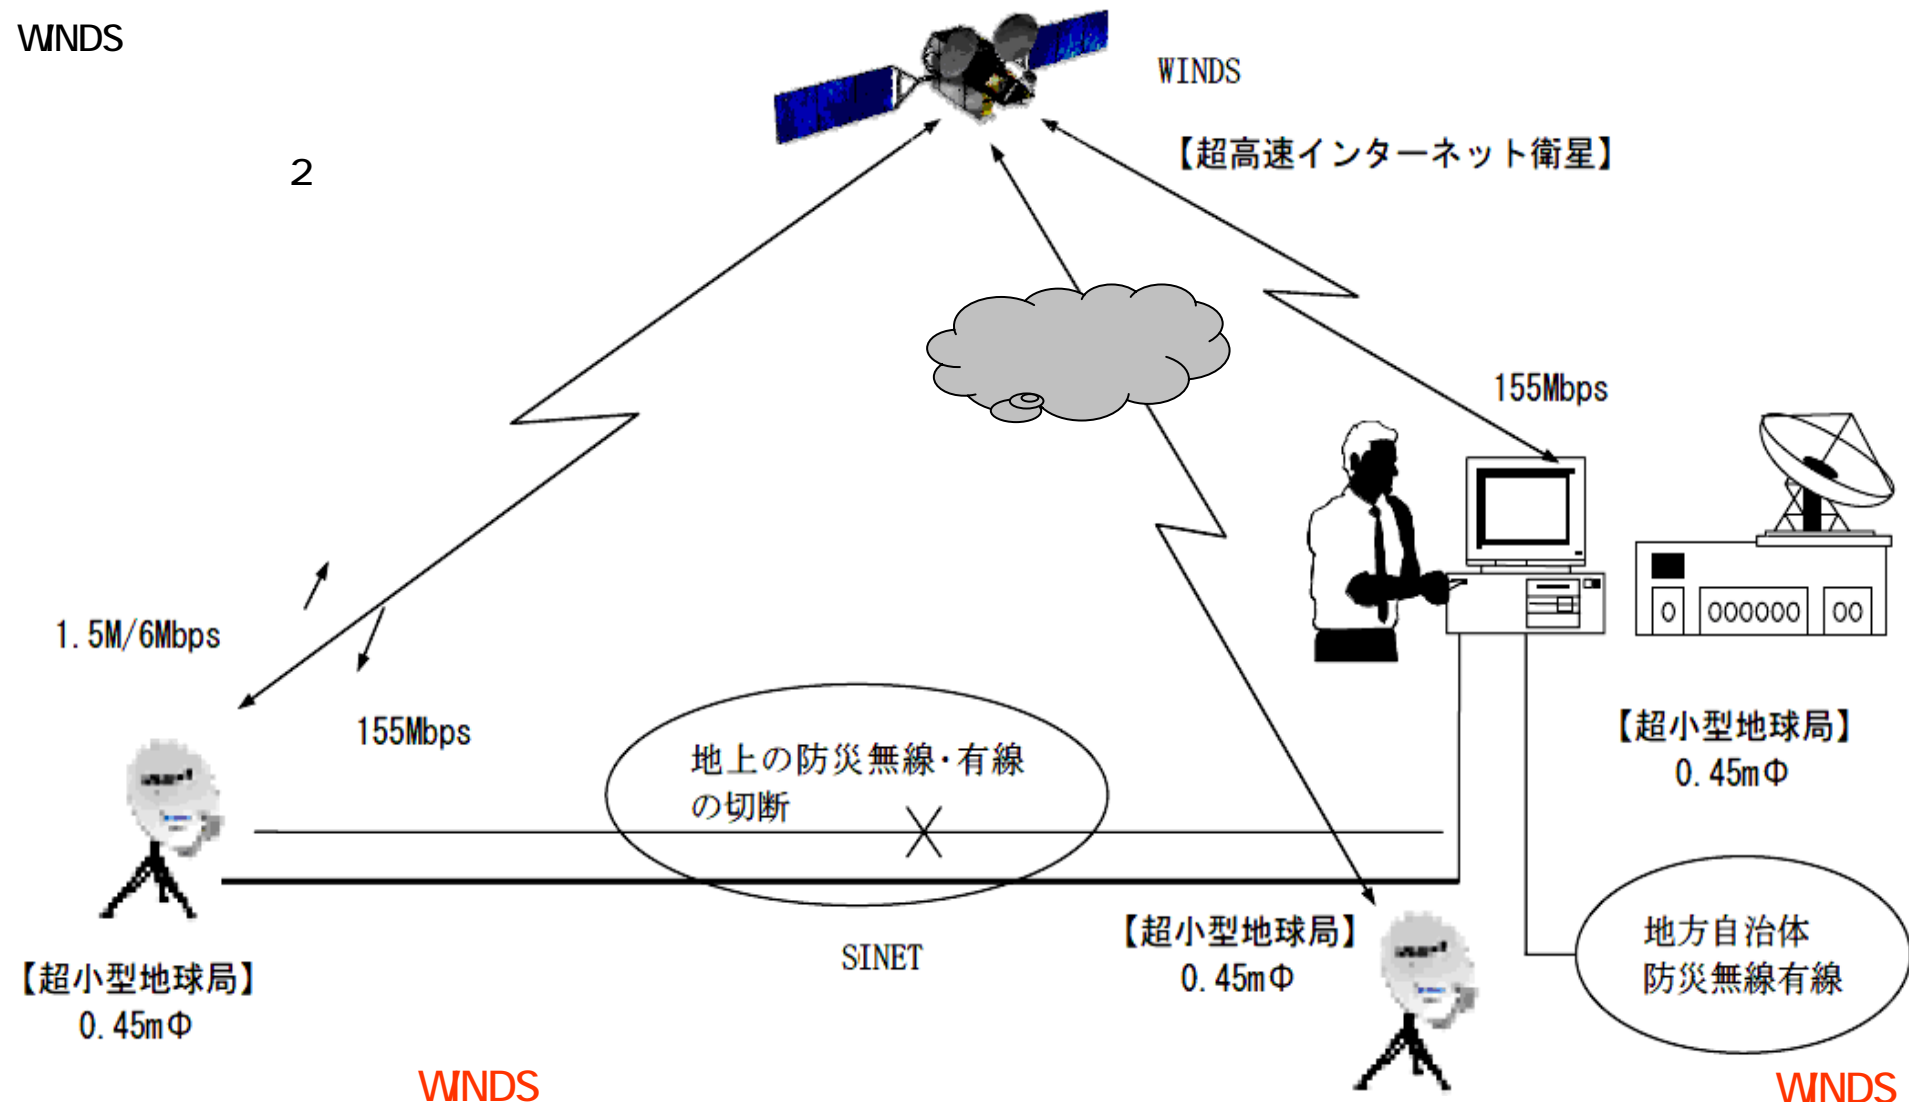 WINDS
WINDS
【超高速インターネット衛星】
2
155Mbps
1.5M/6Mbps
155Mbps
地上の防災無線・有線
の切断
【超小型地球局】
0.45mΦ
0 000000 00
SINET
【超小型地球局】
0.45mΦ
地方自治体
防災無線有線
【超小型地球局】
0.45mΦ
WINDS
WINDS